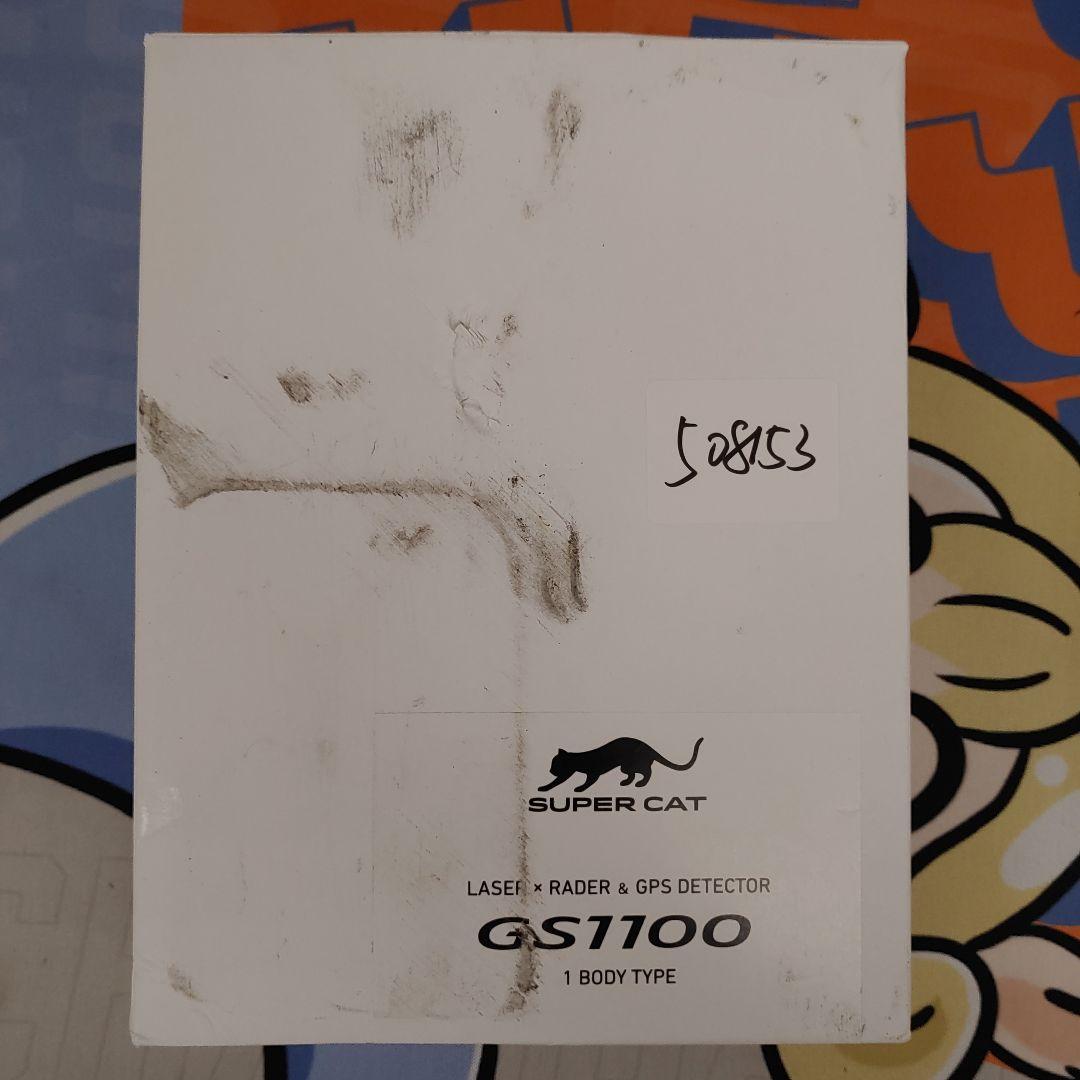 508153
SUPER CAT
LASER × RADER & GPS DETECTOR
GS1100
1 BODY TYPE